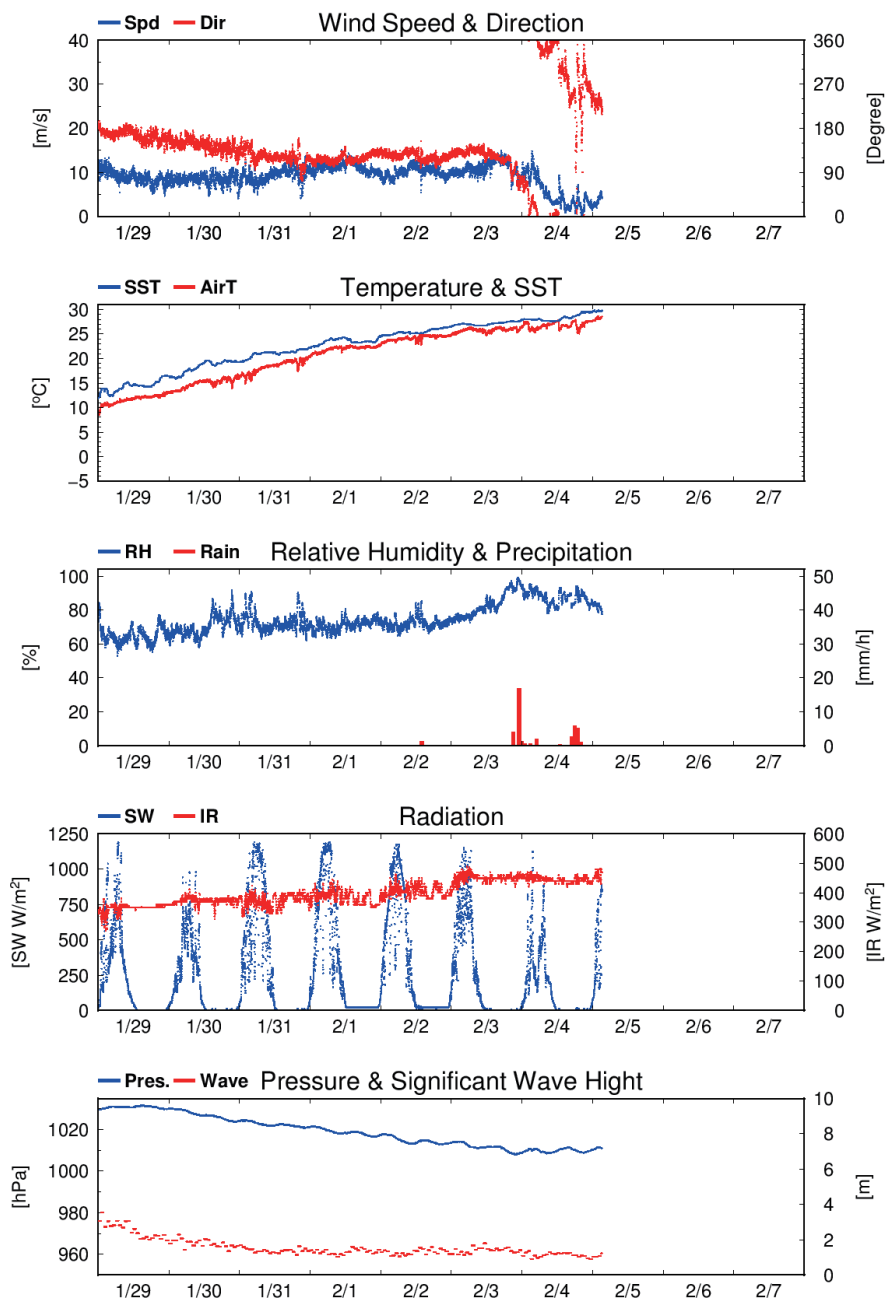 Spd Dir Wind Speed & Direction
40 360
30 270
20 180
10 90
0 0
[m/s] [Degree]
1/29 1/30 1/31 2/1 2/2 2/3 2/4 2/5 2/6 2/7
SST AirT Temperature & SST
30
25
20
15
10
5
0
−5
[ºC]
1/29 1/30 1/31 2/1 2/2 2/3 2/4 2/5 2/6 2/7
RH Rain Relative Humidity & Precipitation
100 50
80 40
60 30
40 20
20 10
0 0
[%] [mm/h]
1/29 1/30 1/31 2/1 2/2 2/3 2/4 2/5 2/6 2/7
SW IR Radiation
1250 600
1000 500
750 400
500 300
250 200
0 100
0
[SW W/m²] [IR W/m²]
1/29 1/30 1/31 2/1 2/2 2/3 2/4 2/5 2/6 2/7
Pres. Wave Pressure & Significant Wave Hight
10
1020 8
1000 6
980 4
960 2
0
[hPa] [m]
1/29 1/30 1/31 2/1 2/2 2/3 2/4 2/5 2/6 2/7